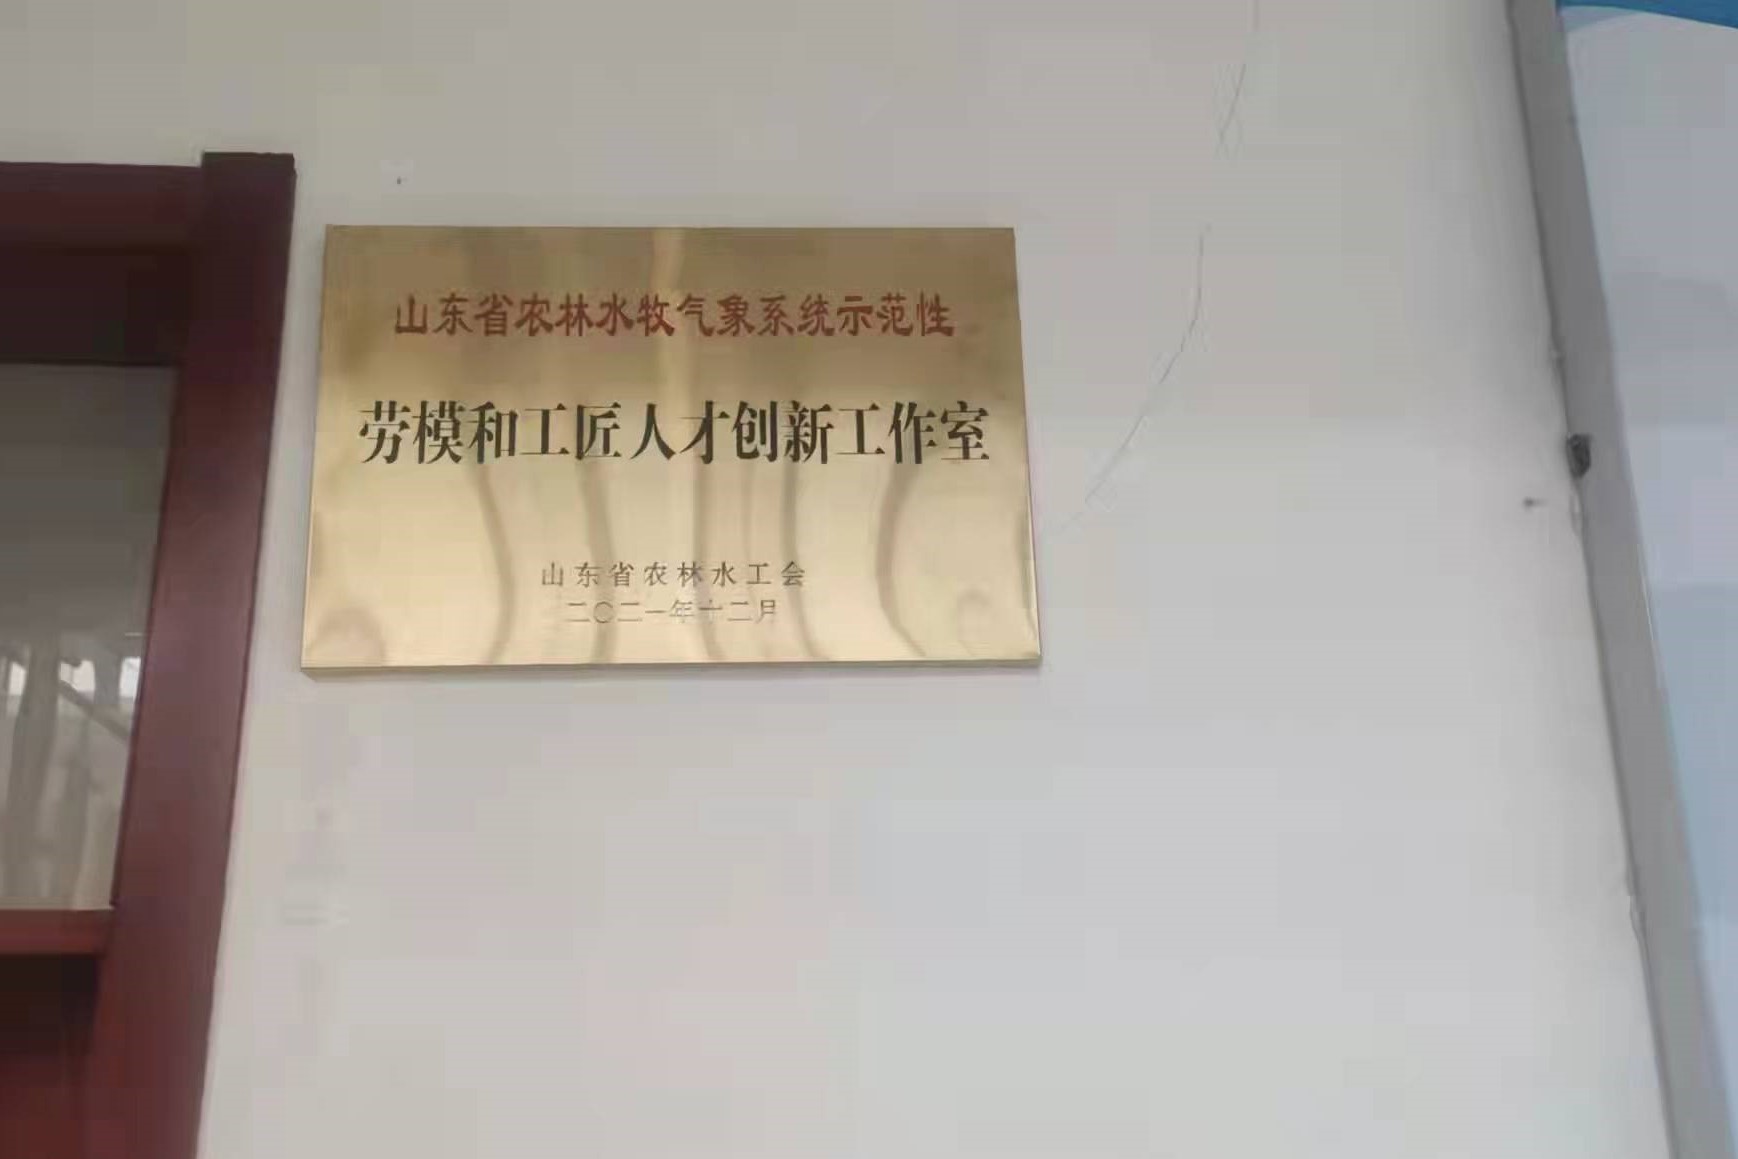 山东省农林水牧气象系统示范性
劳模和工匠人才创新工作室
山东省农林水工会
二〇二一年十二月